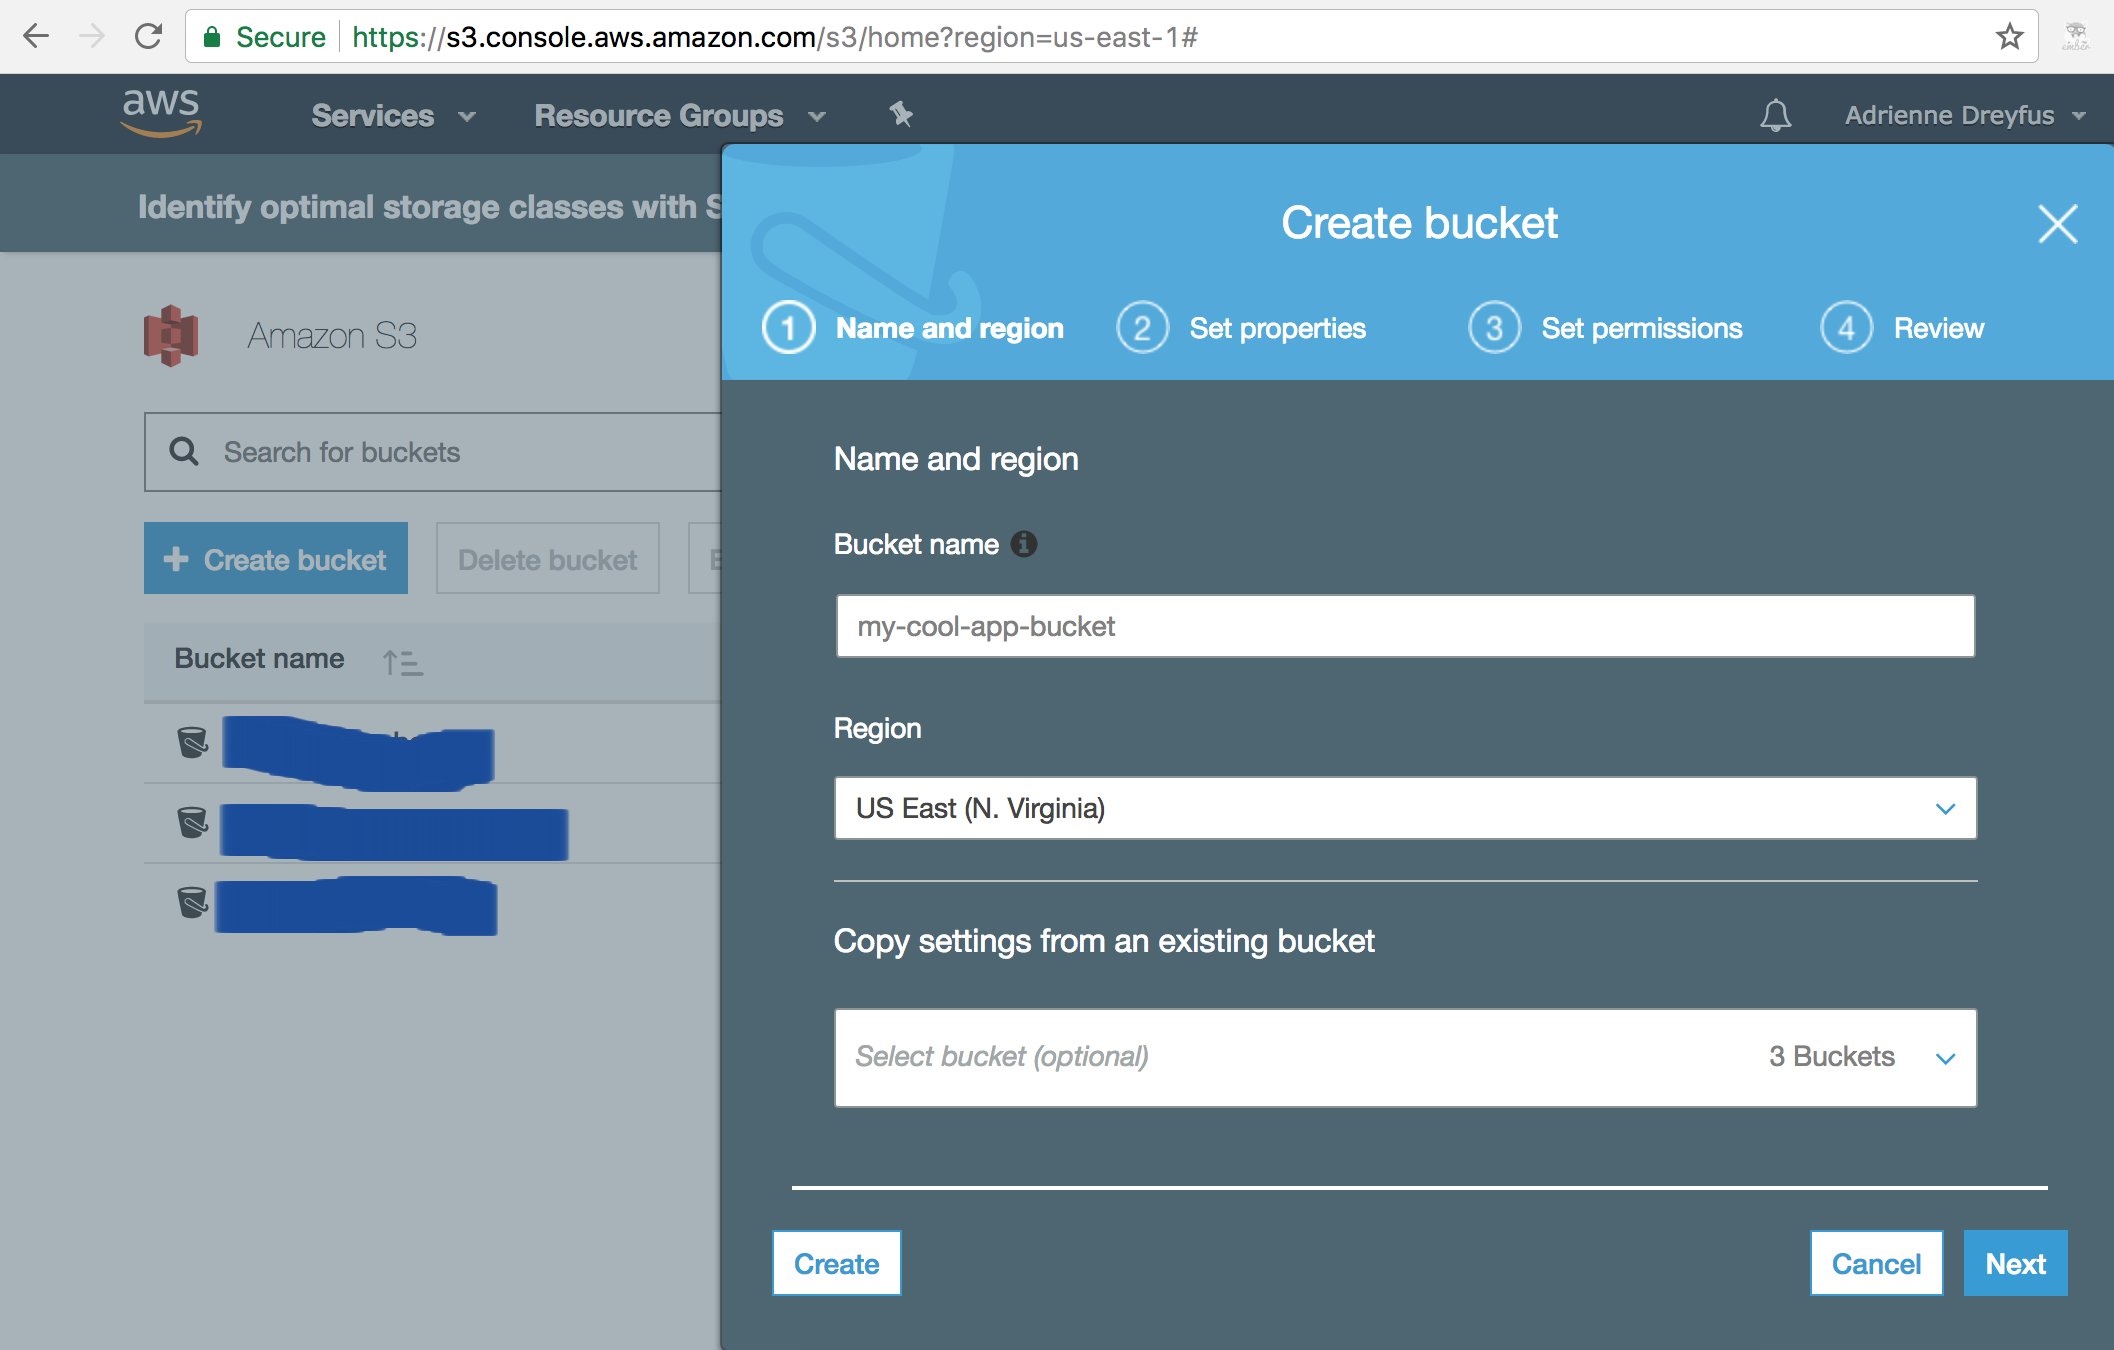 Secure https://s3.console.aws.amazon.com/s3/home?region=us-east-1#
ember
aws Services Resource Groups Adrienne Dreyfus
Identify optimal storage classes with S
Amazon S3
Search for buckets
Create bucket Delete bucket E
Bucket name
Create bucket
1 Name and region 2 Set properties 3 Set permissions 4 Review
Name and region
Bucket name
my-cool-app-bucket
Region
US East (N. Virginia)
Copy settings from an existing bucket
Select bucket (optional) 3 Buckets
Create Cancel Next